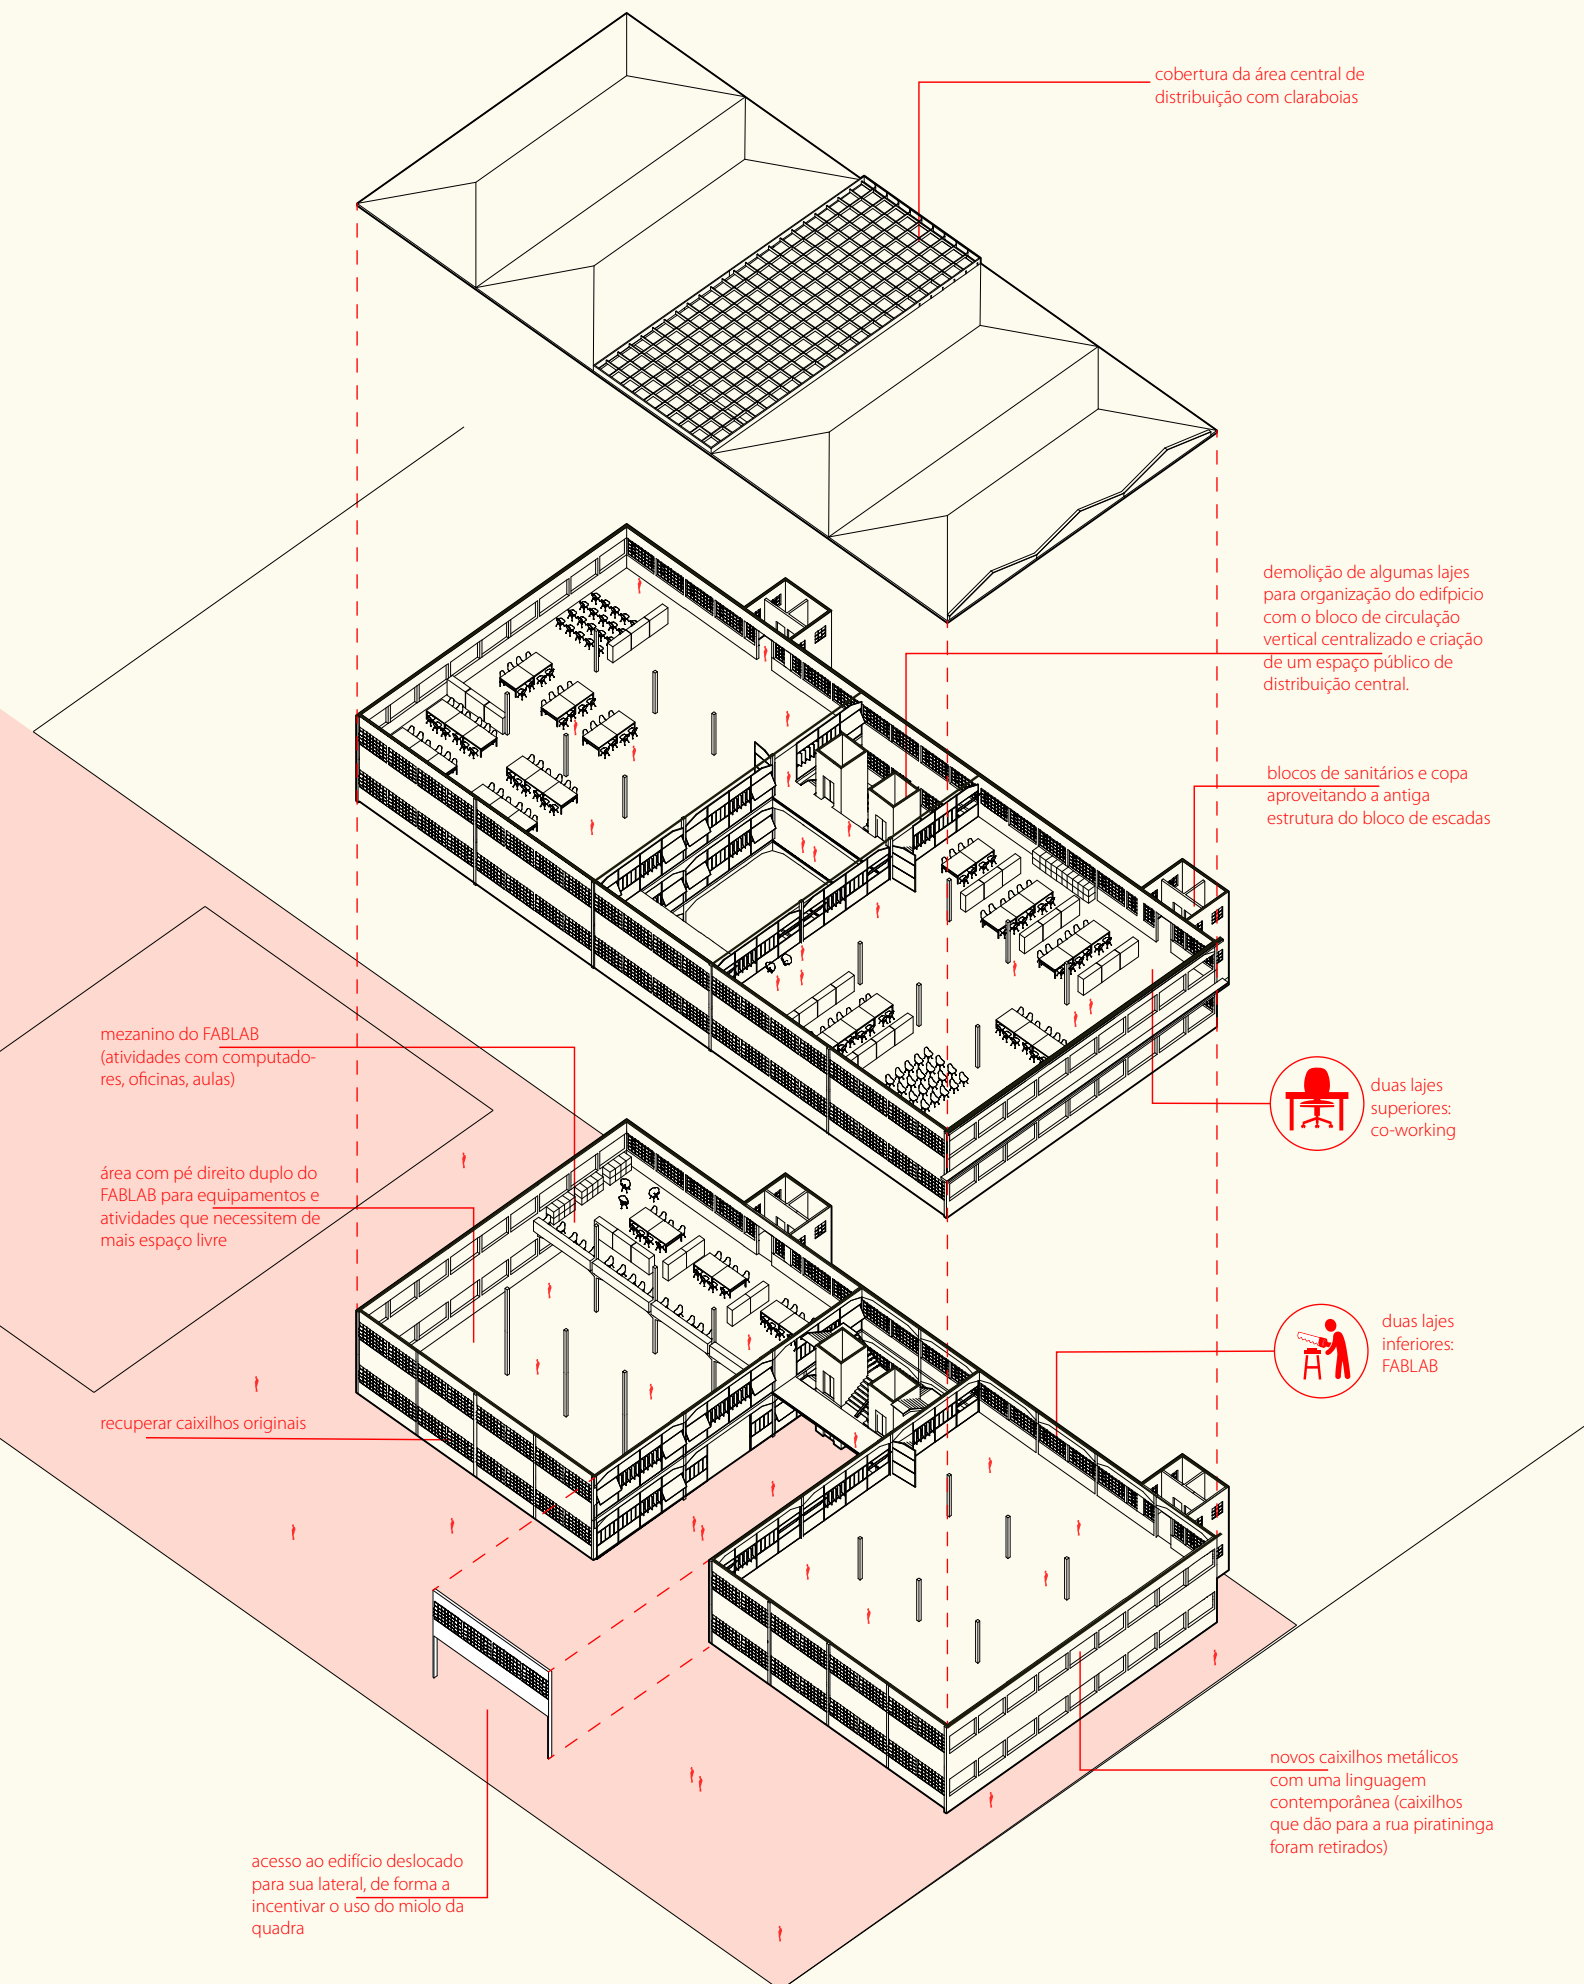 cobertura da área central de
distribuição com claraboias
demolição de algumas lajes
para organização do edifpicio
com o bloco de circulação
vertical centralizado e criação
de um espaço público de
distribuição central.
blocos de sanitários e copa
aproveitando a antiga
estrutura do bloco de escadas
mezanino do FABLAB
(atividades com computado-
res, oficinas, aulas)
duas lajes
superiores:
co-working
área com pé direito duplo do
FABLAB para equipamentos e
atividades que necessitem de
mais espaço livre
duas lajes
inferiores:
FABLAB
recuperar caixilhos originais
novos caixilhos metálicos
com uma linguagem
contemporânea (caixilhos
que dão para a rua piratininga
foram retirados)
acesso ao edifício deslocado
para sua lateral, de forma a
incentivar o uso do miolo da
quadra